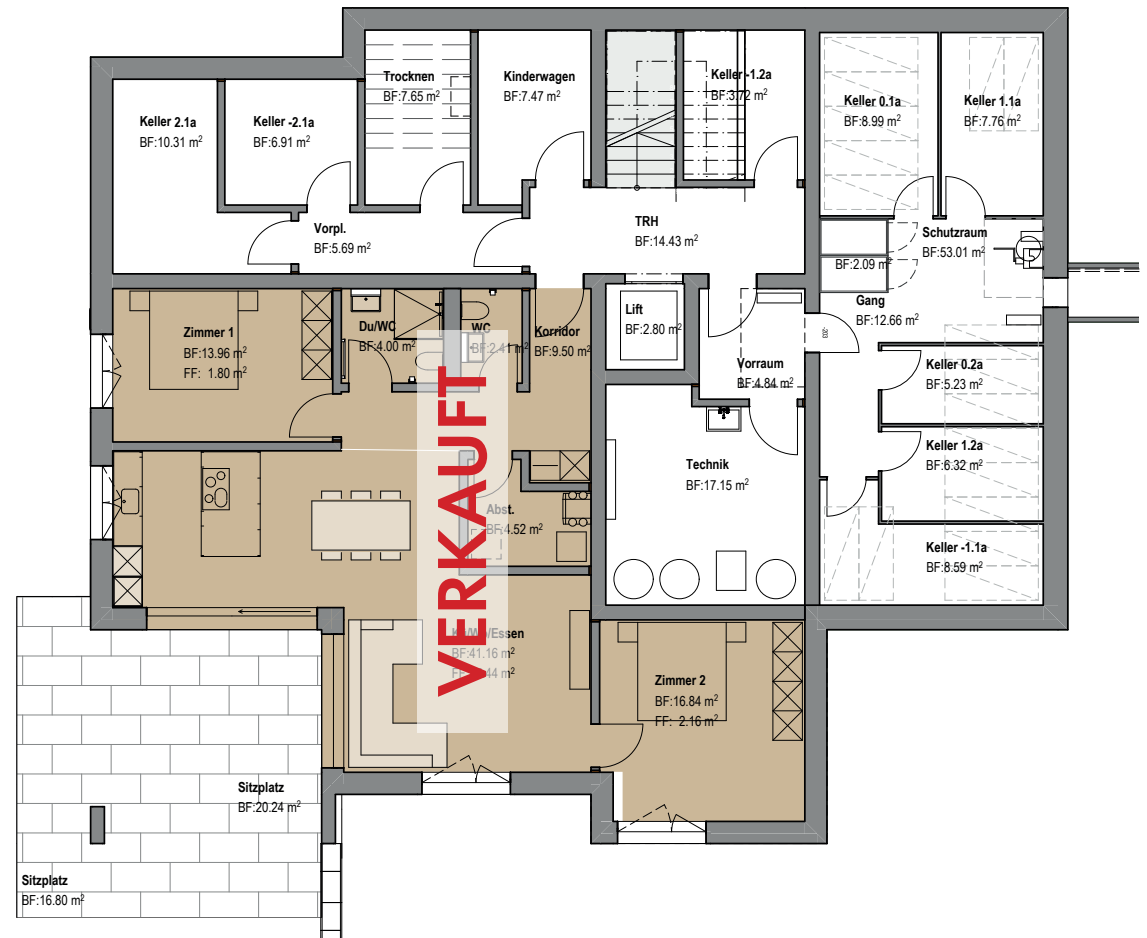 Trocknen
BF:7.65 m²
Kinderwagen
BF:7.47 m²
Keller -1.2a
BF:3.72 m²
Keller 0.1a
BF:8.99 m²
Keller 1.1a
BF:7.76 m²
Keller 2.1a
BF:10.31 m²
Keller -2.1a
BF:6.91 m²
Vorpl.
BF:5.69 m²
TRH
BF:14.43 m²
Schutzraum
BF:53.01 m²
BF:2.09 m²
Gang
BF:12.66 m²
Zimmer 1
BF:13.96 m²
FF: 1.80 m²
Du/WC
BF:4.00 m²
WC
BF:2.41 m²
Korridor
BF:9.50 m²
Lift
BF:2.80 m²
Vorraum
BF:4.84 m²
Keller 0.2a
BF:5.23 m²
Keller 1.2a
BF:6.32 m²
Technik
BF:17.15 m²
Abst.
BF:4.52 m²
Keller -1.1a
BF:8.59 m²
VERKAUFT
/Essen
BF:41.16 m²
Zimmer 2
BF:16.84 m²
FF: 2.16 m²
Sitzplatz
BF:20.24 m²
Sitzplatz
BF:16.80 m²